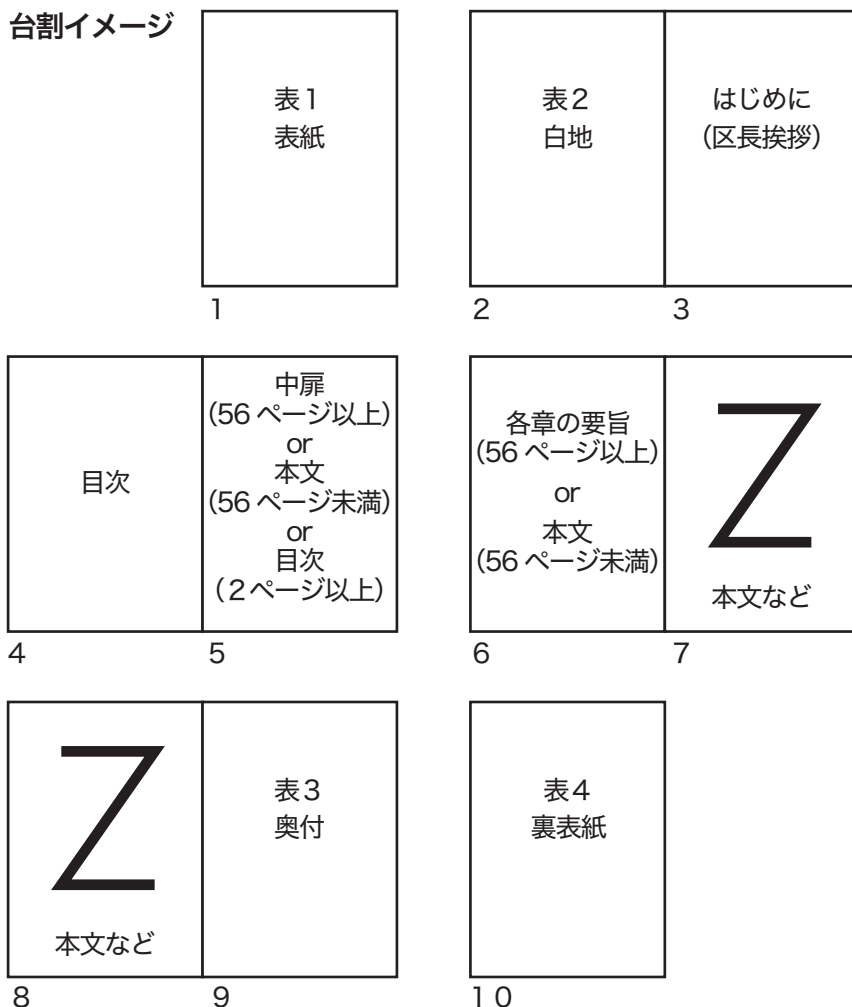 台割イメージ
表１
表紙
1
表２
白地
2
はじめに
（区長挨拶）
3
目次
4
中扉
（56 ページ以上）
or
本文
（56 ページ未満）
or
目次
（２ページ以上）
5
各章の要旨
（56 ページ以上）
or
本文
（56 ページ未満）
6
Z
本文など
7
Z
本文など
8
表３
奥付
9
表４
裏表紙
１０